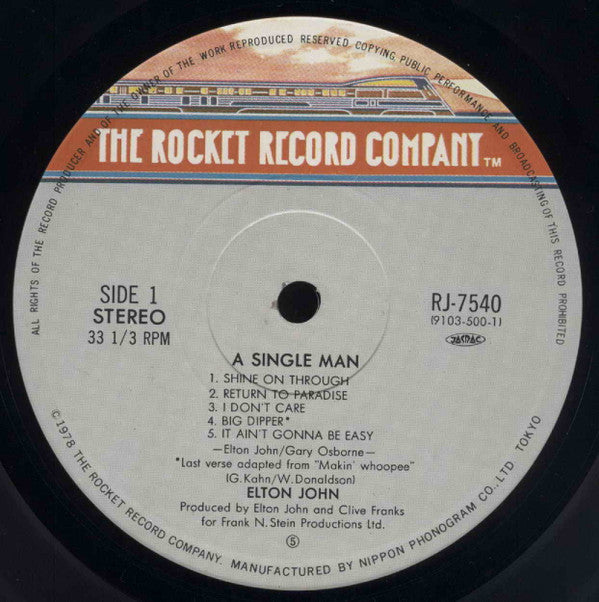 ALL RIGHTS OF THE RECORD PRODUCER AND OF THE OWNER OF THE WORK REPRODUCED RESERVED COPYING PUBLIC PERFORMANCE AND BROADCASTING OF THIS RECORD PROHIBITED
THE ROCKET RECORD COMPANY TM
SIDE 1
STEREO
33 1/3 RPM
RJ-7540
(9103-500-1)
JASRAC
A SINGLE MAN
1. SHINE ON THROUGH
2. RETURN TO PARADISE
3. I DON'T CARE
4. BIG DIPPER*
5. IT AIN'T GONNA BE EASY
—Elton John/Gary Osborne—
*Last verse adapted from "Makin' whoopee"
(G.Kahn/W.Donaldson)
ELTON JOHN
Produced by Elton John and Clive Franks
for Frank N. Stein Productions Ltd.
⑤
©1978 THE ROCKET RECORD COMPANY. MANUFACTURED BY NIPPON PHONOGRAM CO.,LTD. TOKYO